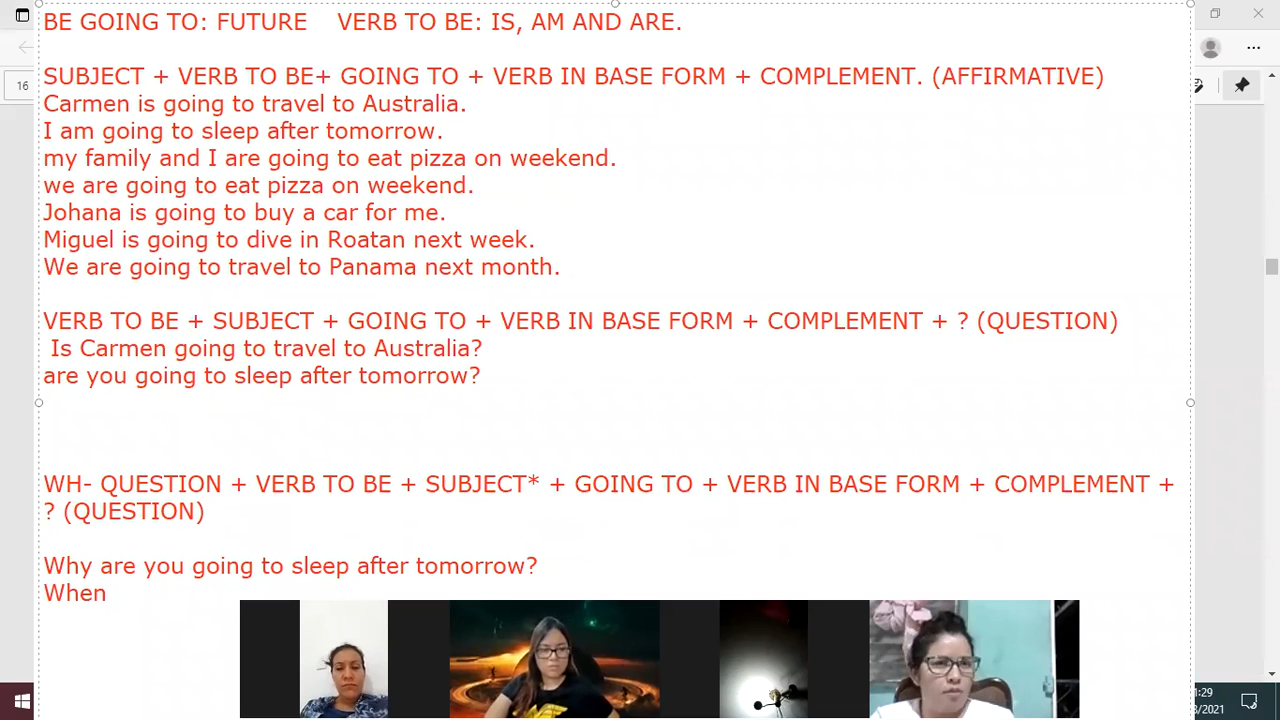 BE GOING TO: FUTURE VERB TO BE: IS, AM AND ARE.
16
SUBJECT + VERB TO BE+ GOING TO + VERB IN BASE FORM + COMPLEMENT. (AFFIRMATIVE)
Carmen is going to travel to Australia.
I am going to sleep after tomorrow.
my family and I are going to eat pizza on weekend.
we are going to eat pizza on weekend.
Johana is going to buy a car for me.
Miguel is going to dive in Roatan next week.
We are going to travel to Panama next month.
VERB TO BE + SUBJECT + GOING TO + VERB IN BASE FORM + COMPLEMENT + ? (QUESTION)
Is Carmen going to travel to Australia?
are you going to sleep after tomorrow?
WH- QUESTION + VERB TO BE + SUBJECT* + GOING TO + VERB IN BASE FORM + COMPLEMENT +
? (QUESTION)
Why are you going to sleep after tomorrow?
When
:29
/2021